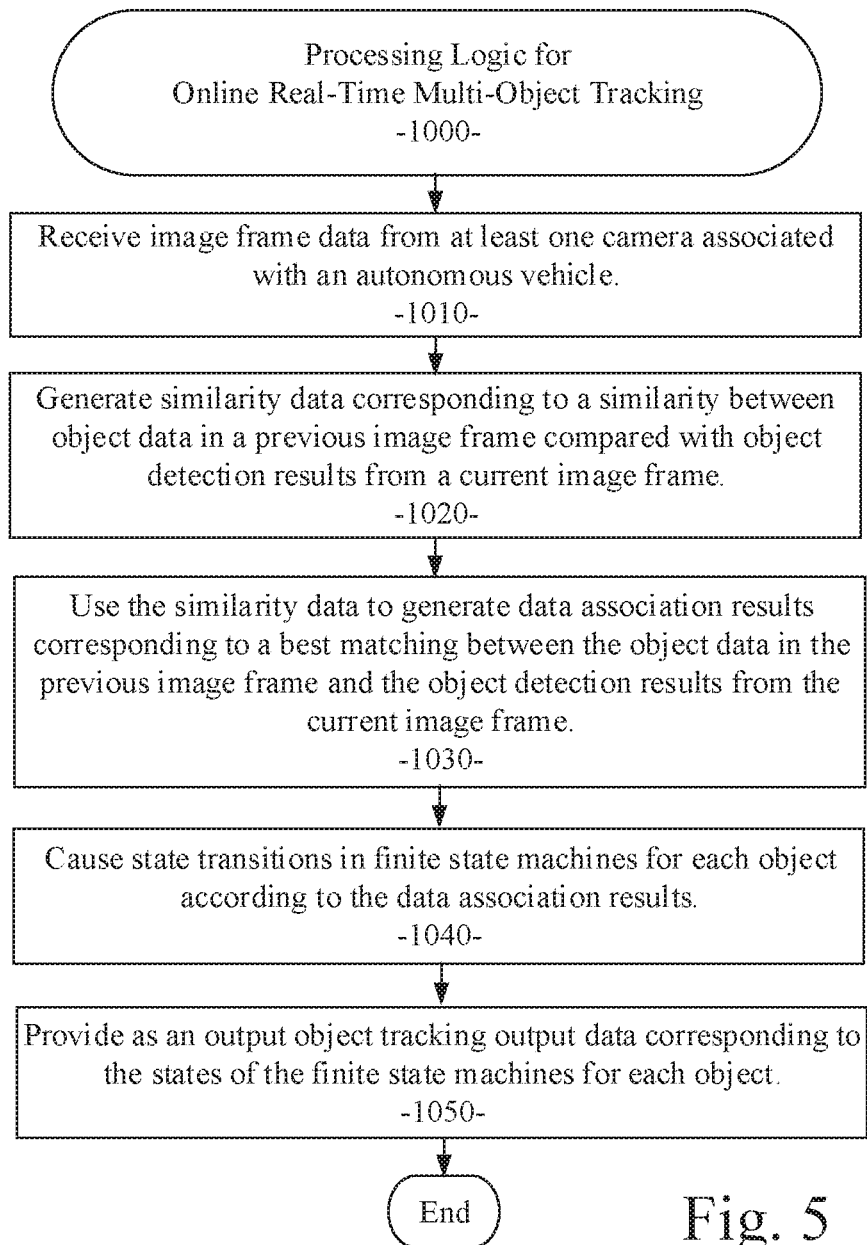 Processing Logic for
Online Real-Time Multi-Object Tracking
-1000-
Receive image frame data from at least one camera associated
with an autonomous vehicle.
-1010-
Generate similarity data corresponding to a similarity between
object data in a previous image frame compared with object
detection results from a current image frame.
-1020-
Use the similarity data to generate data association results
corresponding to a best matching between the object data in the
previous image frame and the object detection results from the
current image frame.
-1030-
Cause state transitions in finite state machines for each object
according to the data association results.
-1040-
Provide as an output object tracking output data corresponding to
the states of the finite state machines for each object.
-1050-
End
Fig. 5